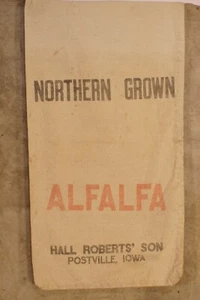 NORTHERN GROWN
ALFALFA
HALL ROBERTS' SON
POSTVILLE, IOWA